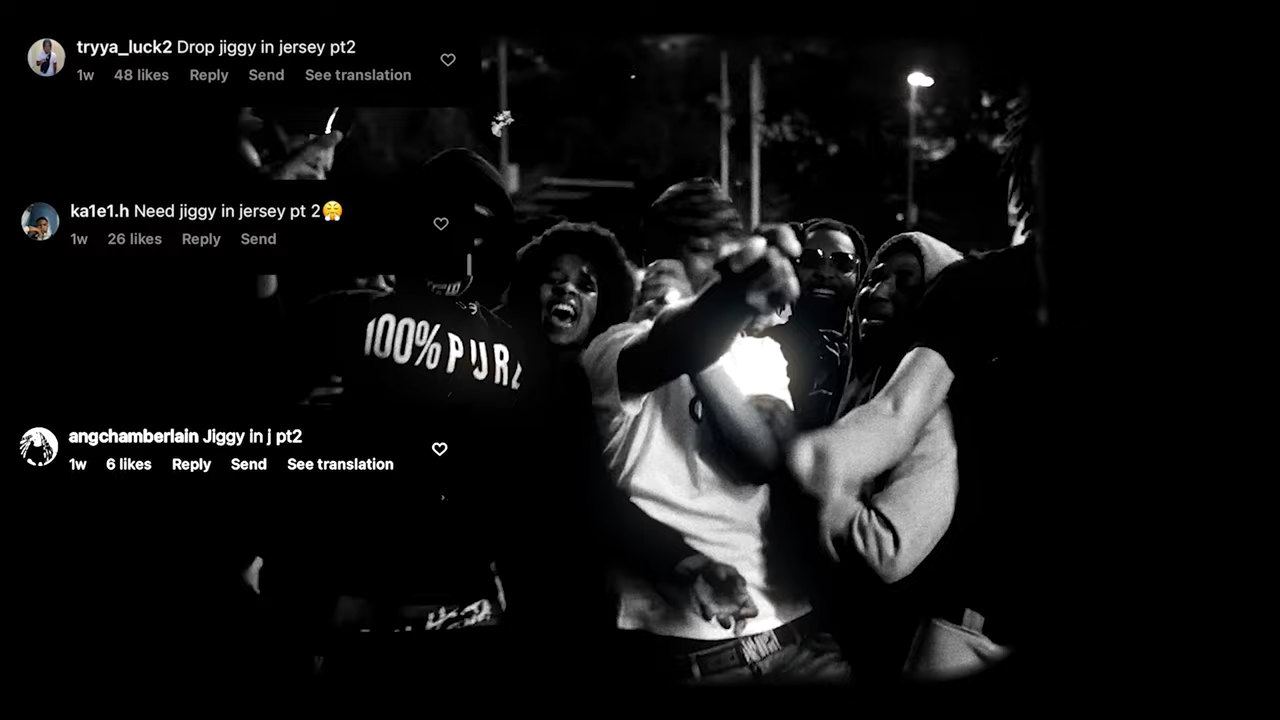 tryya_luck2 Drop jiggy in jersey pt2
1w 48 likes Reply Send See translation
ka1e1.h Need jiggy in jersey pt 2😤
1w 26 likes Reply Send
100% PURE
angchamberlain Jiggy in j pt2
1w 6 likes Reply Send See translation